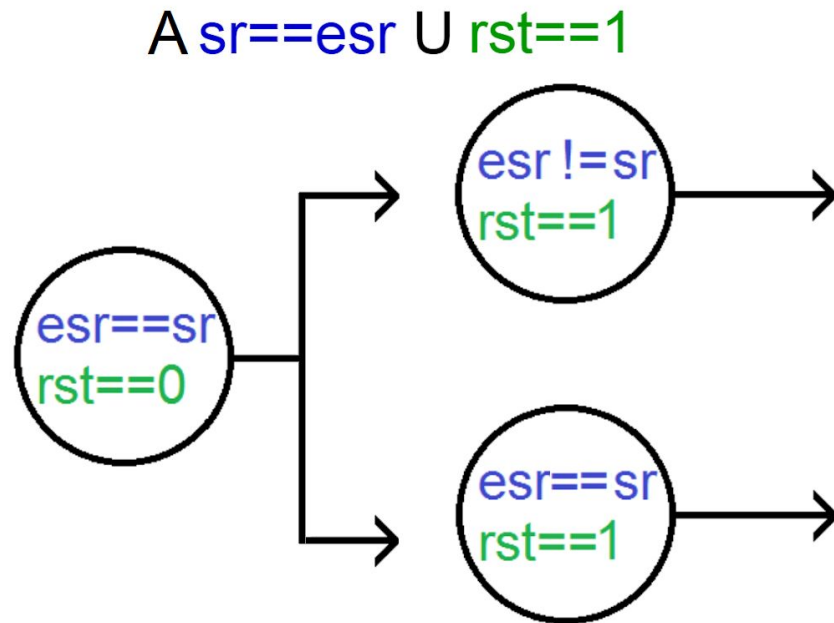 A sr==esr U rst==1
esr !=sr
rst==1
esr==sr
rst==0
esr==sr
rst==1